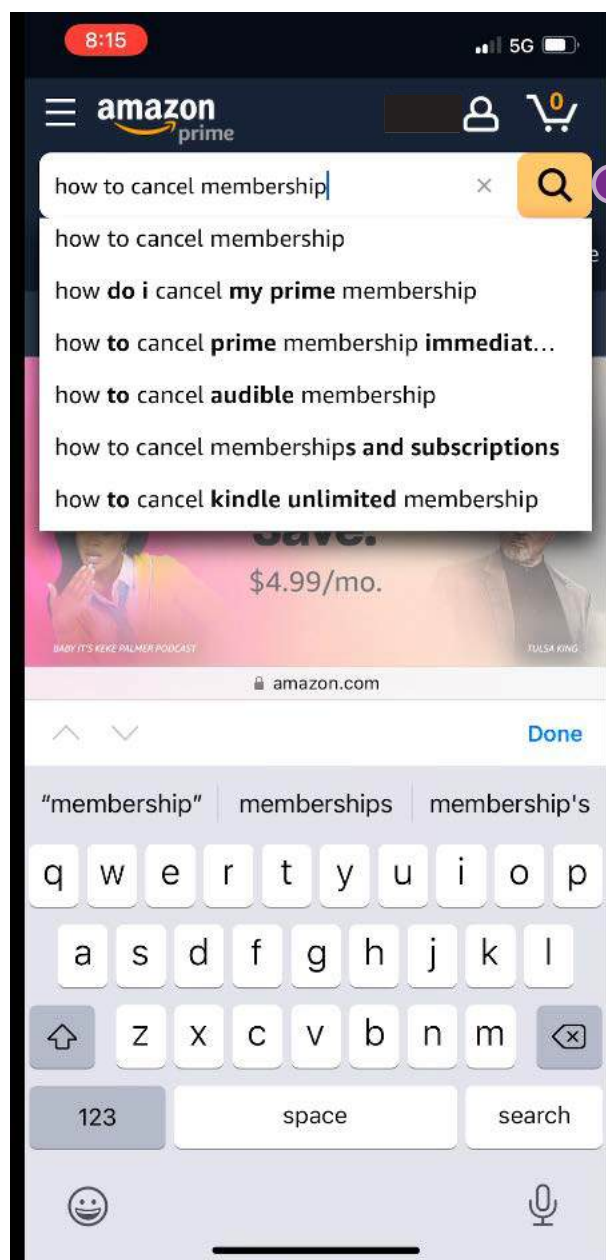 8:15
5G
amazon
prime
0
how to cancel membership
e
how to cancel membership
how do i cancel my prime membership
how to cancel prime membership immediat...
how to cancel audible membership
how to cancel memberships and subscriptions
how to cancel kindle unlimited membership
Save.
$4.99/mo.
BABY IT'S KEKE PALMER PODCAST
TULSA KING
amazon.com
Done
"membership" memberships membership's
q w e r t y u i o p
a s d f g h j k l
z x c v b n m
123 space search